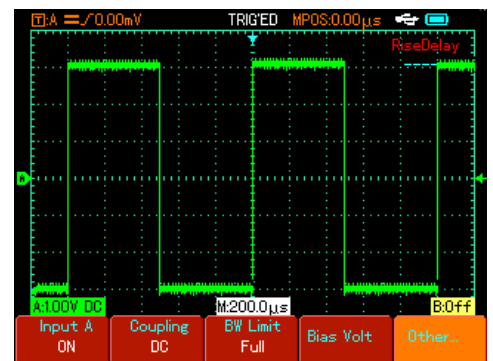 T:A 0.00mV TRIG'ED MPOS:0.00μs
RiseDelay
----
A
A:1.00V DC M:200.0μs B:Off
Input A Coupling BW Limit Bias Volt Other...
ON DC Full